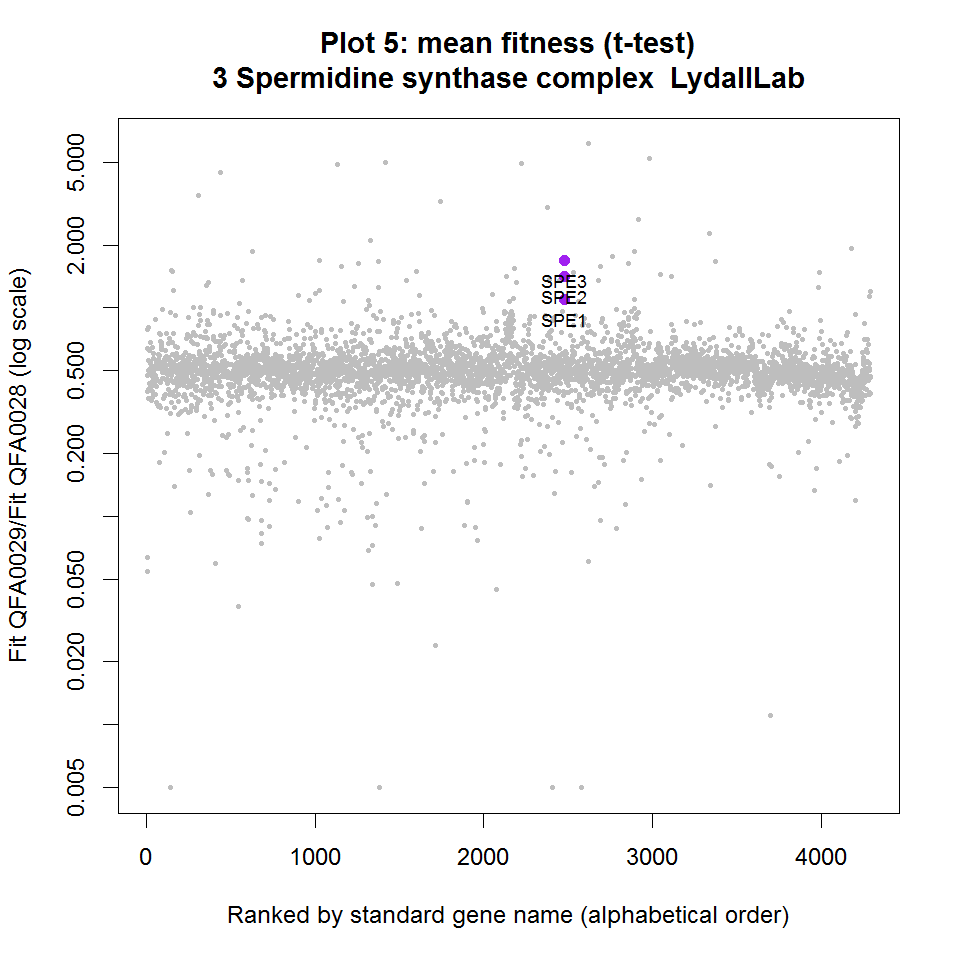 Plot 5: mean fitness (t-test)
3 Spermidine synthase complex  LydallLab
Fit QFA0029/Fit QFA0028 (log scale)
5.000
2.000
0.500
0.200
0.050
0.020
0.005
SPE3
SPE2
SPE1
0
1000
2000
3000
4000
Ranked by standard gene name (alphabetical order)